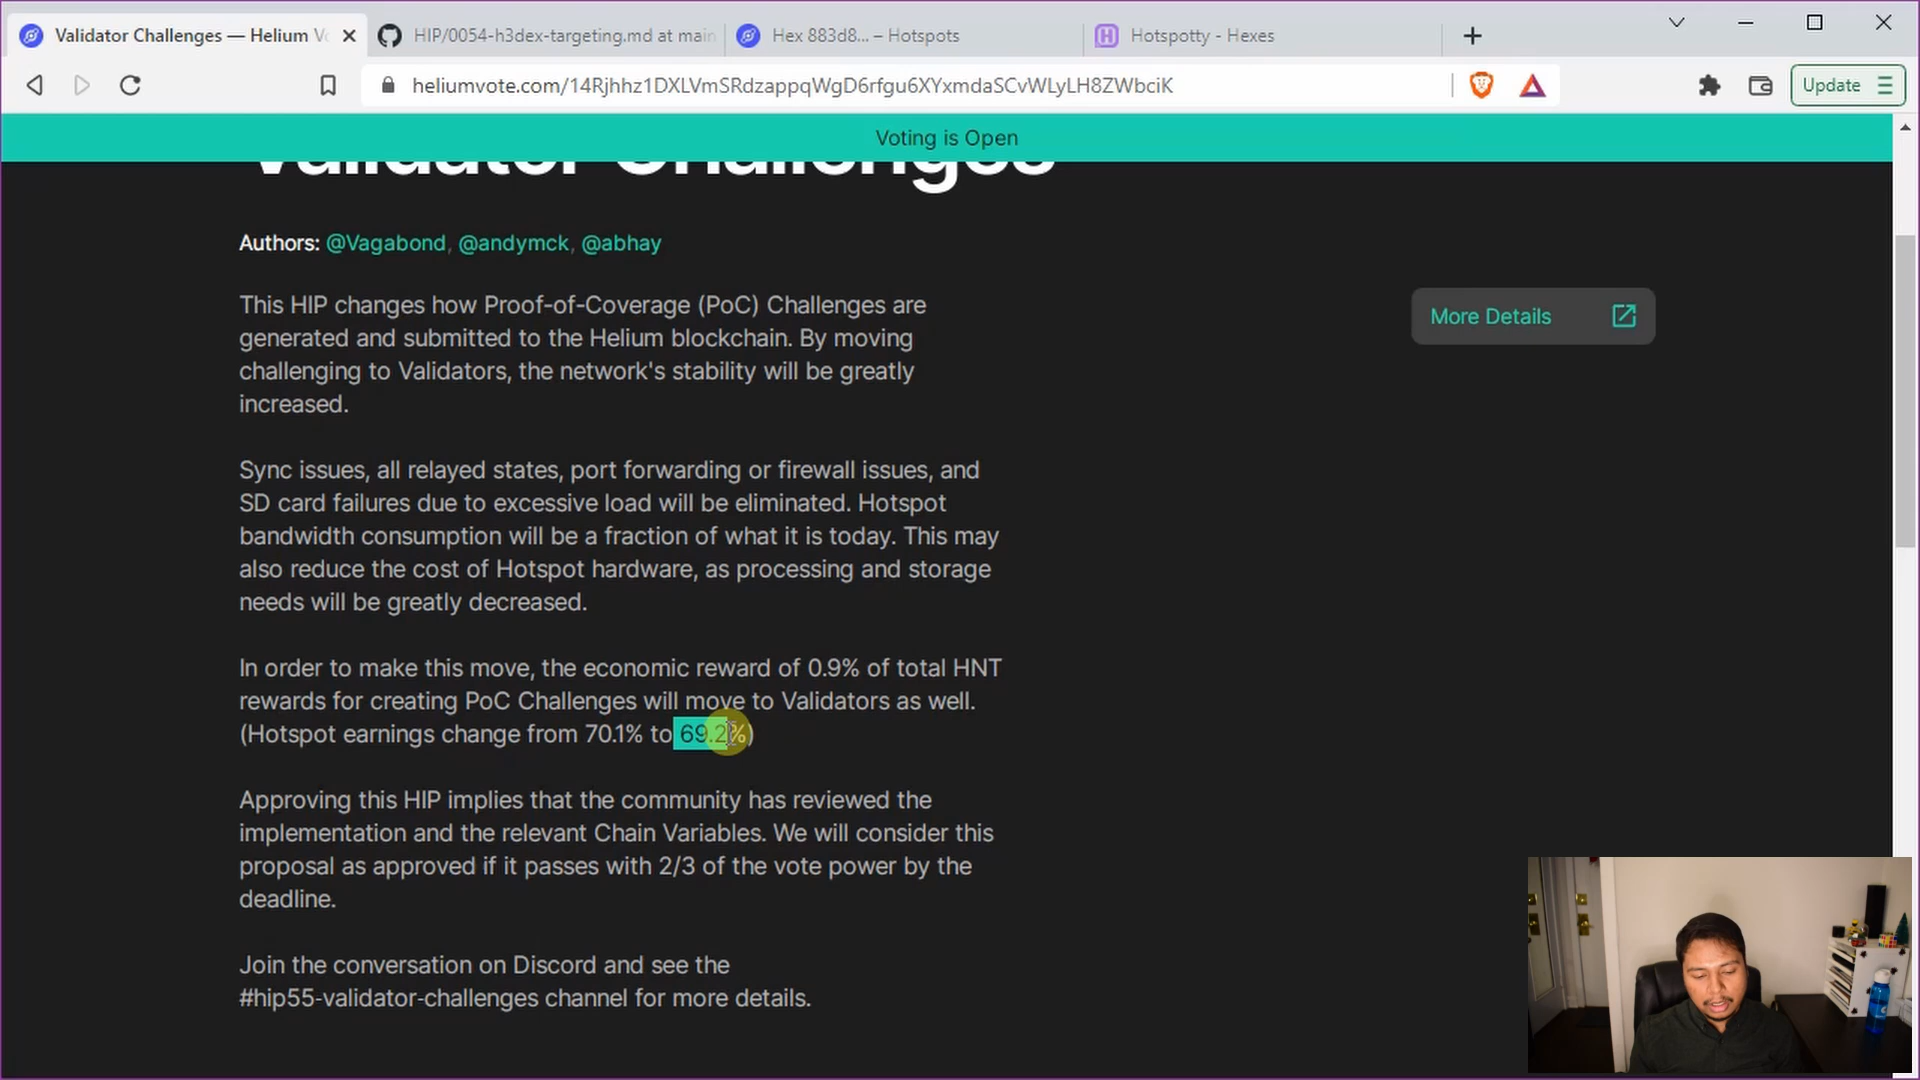 Validator Challenges — Helium Vo
HIP/0054-h3dex-targeting.md at main
Hex 883d8... – Hotspots
Hotspotty - Hexes
heliumvote.com/14Rjhhz1DXLVmSRdzappqWgD6rfgu6XYxmdaSCvWLyLH8ZWbciK
Update
Voting is Open
Validator Challenges
Authors: @Vagabond, @andymck, @abhay
This HIP changes how Proof-of-Coverage (PoC) Challenges are
generated and submitted to the Helium blockchain. By moving
challenging to Validators, the network's stability will be greatly
increased.
More Details
Sync issues, all relayed states, port forwarding or firewall issues, and
SD card failures due to excessive load will be eliminated. Hotspot
bandwidth consumption will be a fraction of what it is today. This may
also reduce the cost of Hotspot hardware, as processing and storage
needs will be greatly decreased.
In order to make this move, the economic reward of 0.9% of total HNT
rewards for creating PoC Challenges will move to Validators as well.
(Hotspot earnings change from 70.1% to 69.2%)
Approving this HIP implies that the community has reviewed the
implementation and the relevant Chain Variables. We will consider this
proposal as approved if it passes with 2/3 of the vote power by the
deadline.
Join the conversation on Discord and see the
#hip55-validator-challenges channel for more details.